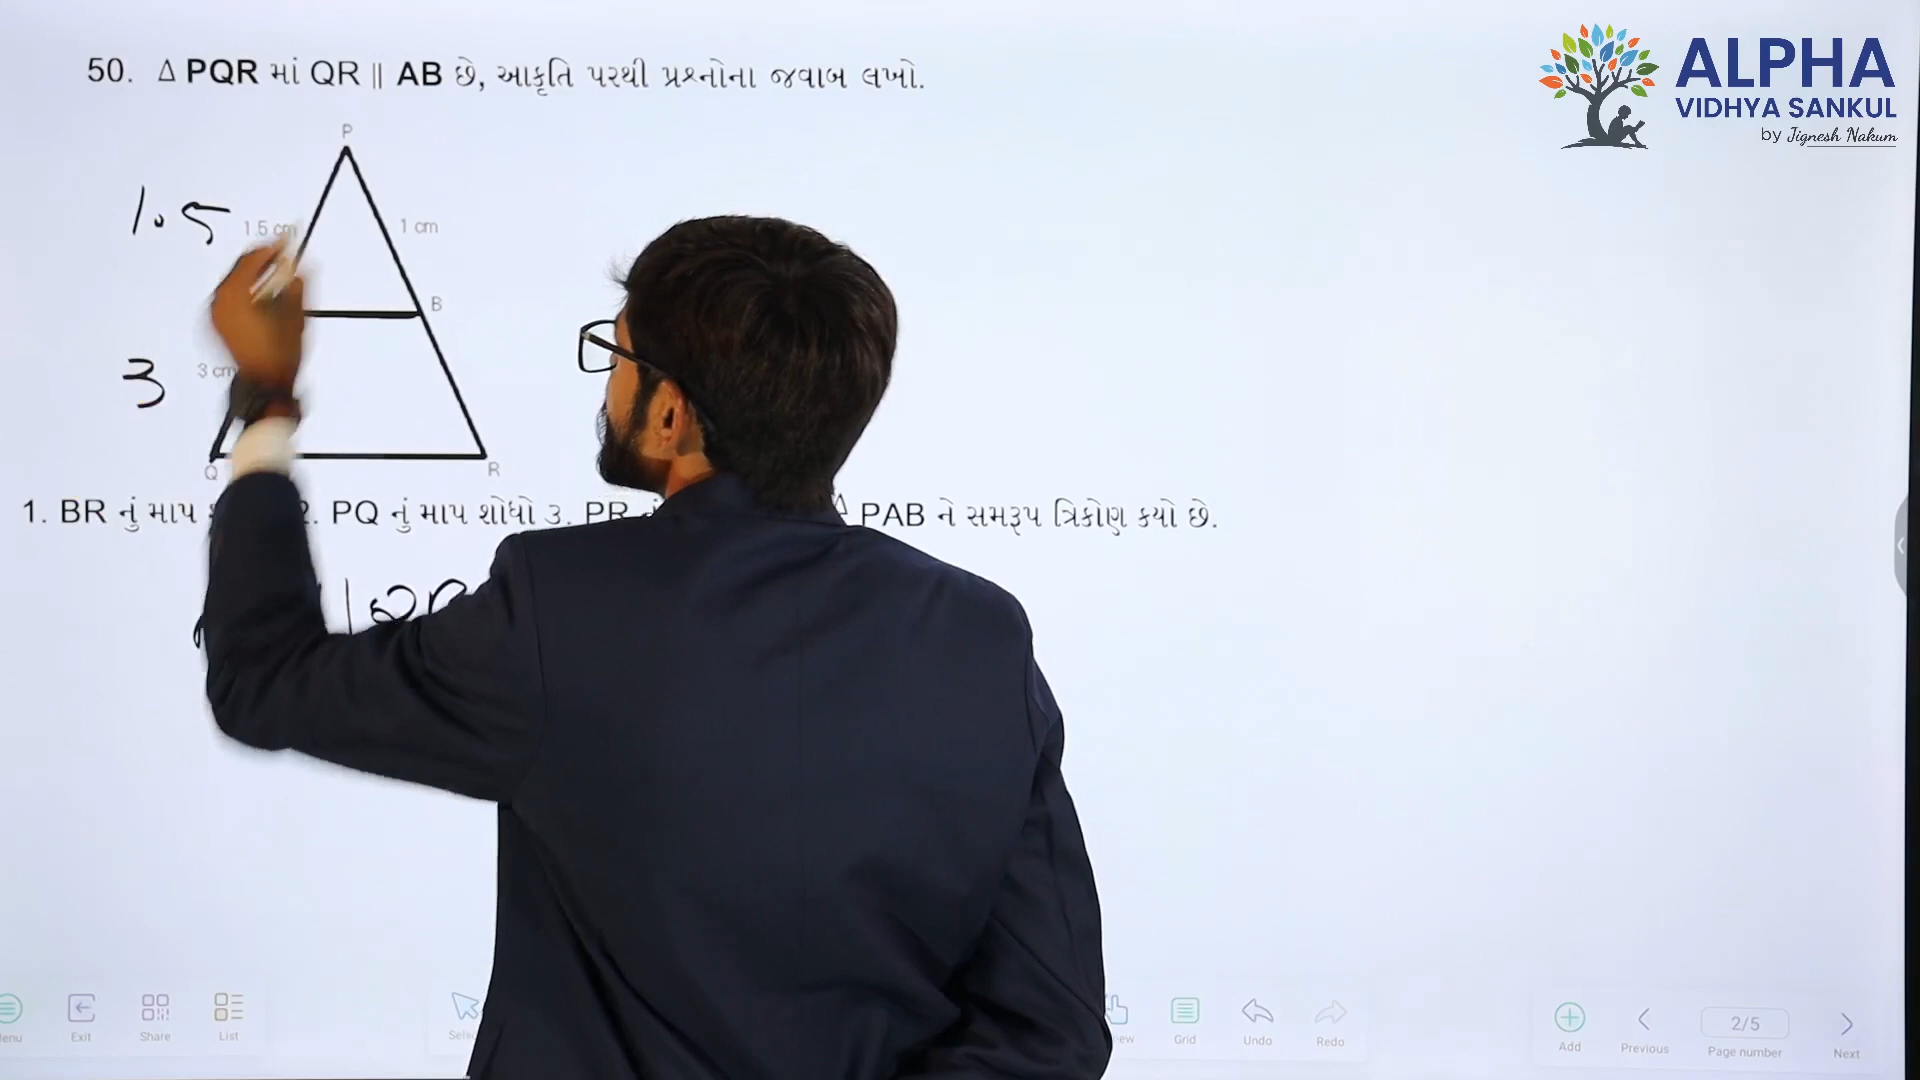 50. Δ PQR માં QR || AB છે, આકૃતિ પરથી પ્રશ્નોના જવાબ લખો.
ALPHA
VIDHYA SANKUL
by Jignesh Nakum
P
1.5
1.5 cm
1 cm
B
3
3 cm
Q
R
1. BR નું માપ 2. PQ નું માપ શોધો ૩. PR Δ PAB ને સમરૂપ ત્રિકોણ કયો છે.
Exit
Share
List
Grid
Undo
Redo
Add
Previous
2/5
Page number
Next